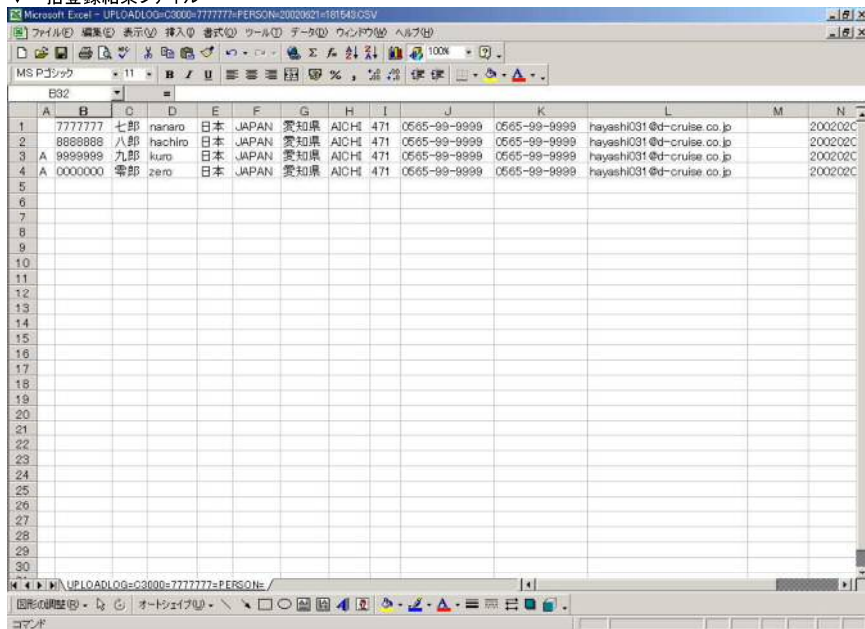 Microsoft Excel - UPLOADLOG=C3000=7777777=PERSON=20020621=181543.CSV
ファイル(F) 編集(E) 表示(V) 挿入(I) 書式(O) ツール(T) データ(D) ウィンドウ(W) ヘルプ(H)
100%
MS Pゴシック 11 B I U
B32 =
A B C D E F G H I J K L M N
1 7777777 七郎 nanaro 日本 JAPAN 愛知県 AICHI 471 0565-99-9999 0565-99-9999 hayashi031@d-cruise.co.jp 2002020
2 8888888 八郎 hachiro 日本 JAPAN 愛知県 AICHI 471 0565-99-9999 0565-99-9999 hayashi031@d-cruise.co.jp 2002020
3 A 9999999 九郎 kuro 日本 JAPAN 愛知県 AICHI 471 0565-99-9999 0565-99-9999 hayashi031@d-cruise.co.jp 2002020
4 A 0000000 零郎 zero 日本 JAPAN 愛知県 AICHI 471 0565-99-9999 0565-99-9999 hayashi031@d-cruise.co.jp 2002020
5
6
7
8
9
10
11
12
13
14
15
16
17
18
19
20
21
22
23
24
25
26
27
28
29
30
UPLOADLOG=C3000=7777777=PERSON=
図形の調整(R) オートシェイプ(U)
コマンド